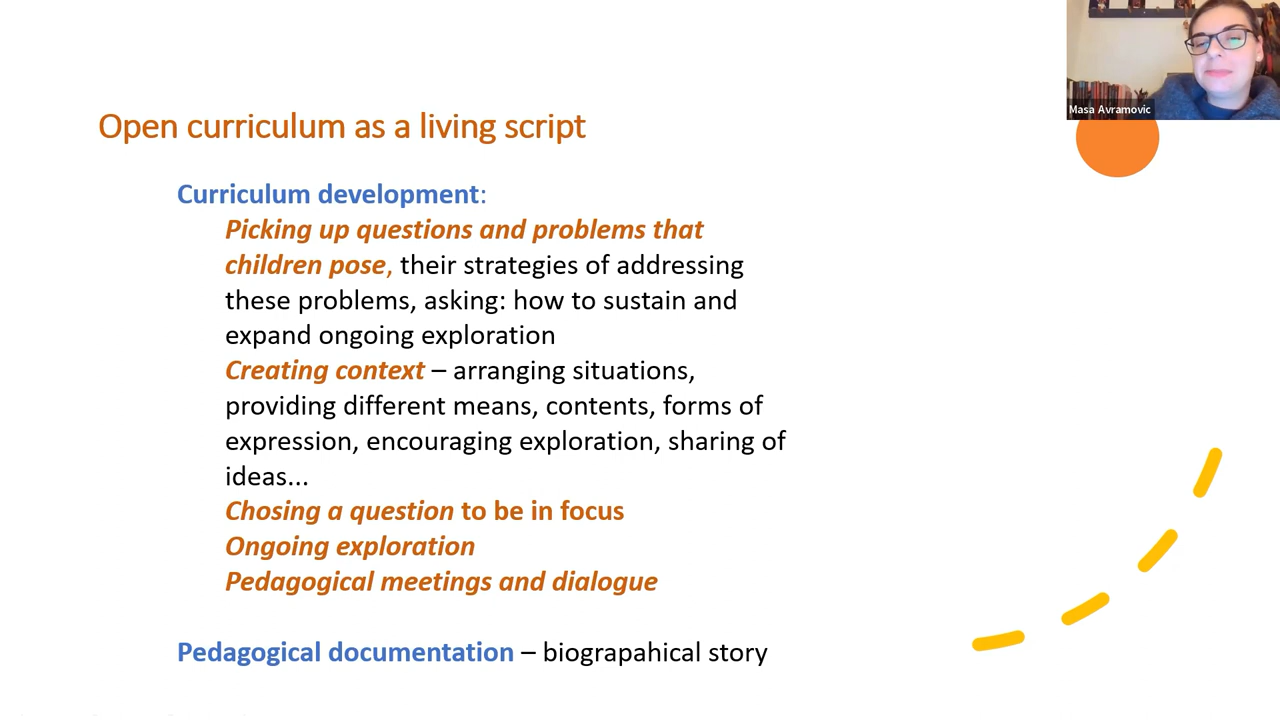 Masa Avramovic
Open curriculum as a living script
Curriculum development:
Picking up questions and problems that
children pose, their strategies of addressing
these problems, asking: how to sustain and
expand ongoing exploration
Creating context – arranging situations,
providing different means, contents, forms of
expression, encouraging exploration, sharing of
ideas...
Chosing a question to be in focus
Ongoing exploration
Pedagogical meetings and dialogue
Pedagogical documentation – biograpahical story